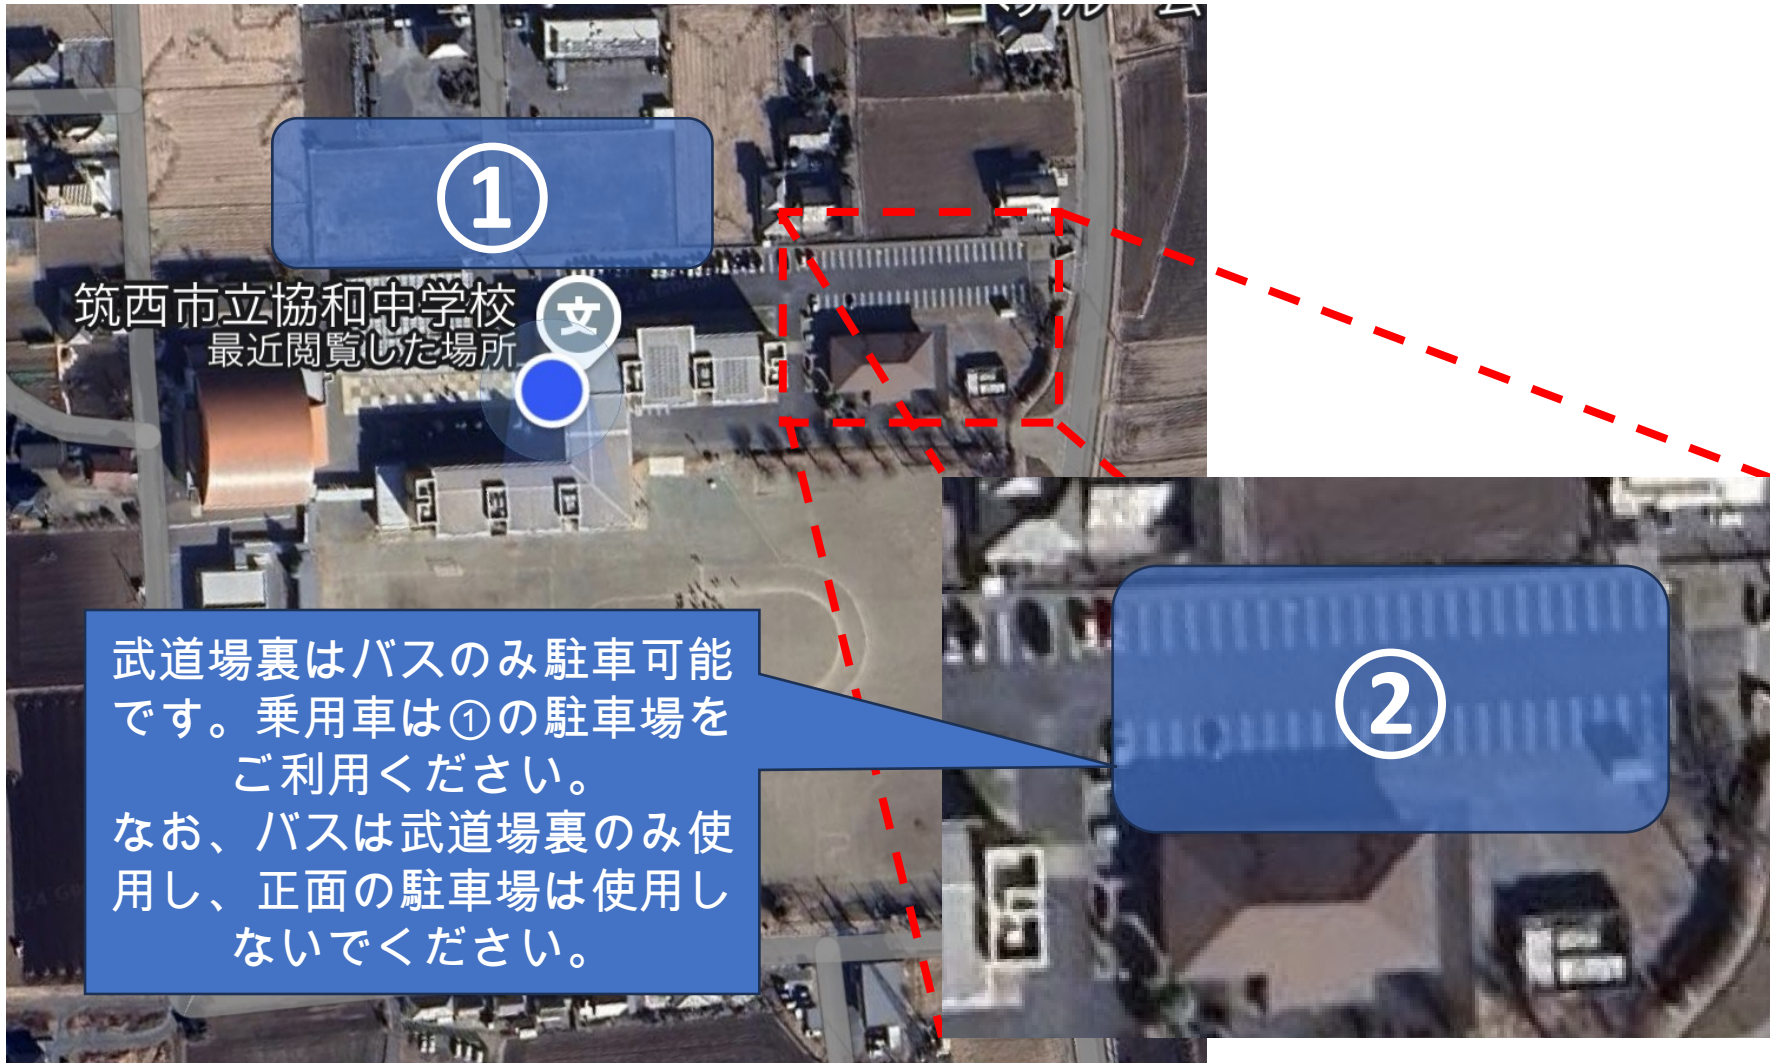 ①
筑西市立協和中学校
文
最近閲覧した場所
武道場裏はバスのみ駐車可能
です。乗用車は①の駐車場を
ご利用ください。
なお、バスは武道場裏のみ使
用し、正面の駐車場は使用し
ないでください。
②